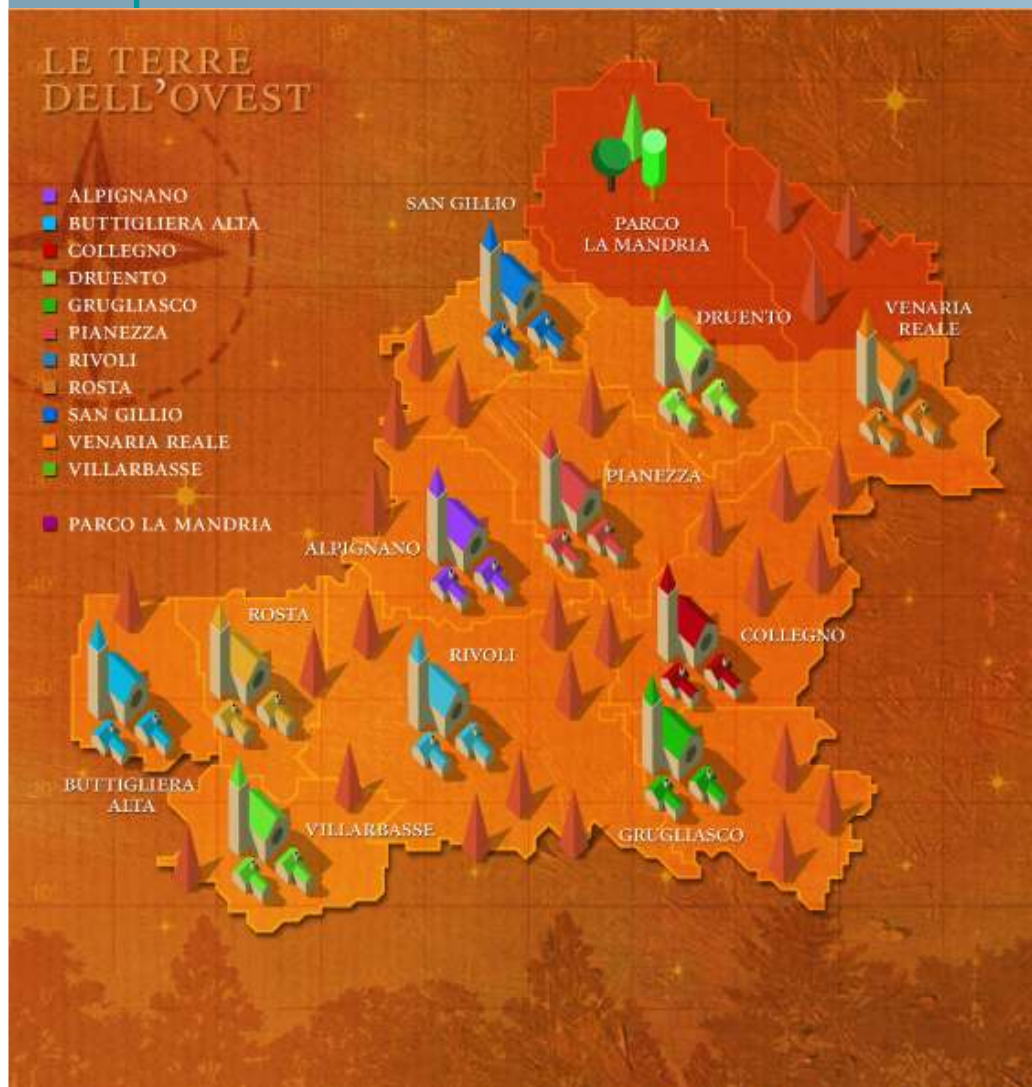 LE TERRE
DELL'OVEST
ALPIGNANO
BUTTIGLIERA ALTA
COLLEGNO
DRUENTO
GRUGLIASCO
PIANEZZA
RIVOLI
ROSTA
SAN GILLIO
VENARIA REALE
VILLARBASSE
PARCO LA MANDRIA
SAN GILLIO
PARCO
LA MANDRIA
DRUENTO
VENARIA
REALE
PIANEZZA
ALPIGNANO
ROSTA
RIVOLI
COLLEGNO
BUTTIGLIERA
ALTA
VILLARBASSE
GRUGLIASCO